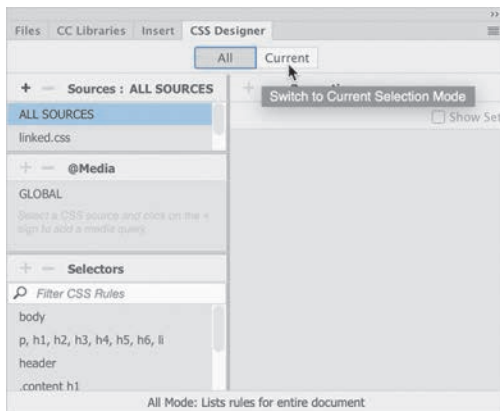 Files CC Libraries Insert CSS Designer
All Current
+ − Sources : ALL SOURCES +
Switch to Current Selection Mode
ALL SOURCES
Show Set
linked.css
+ − @Media
GLOBAL
Select a CSS source and click on the +
sign to add a media query.
+ − Selectors
Filter CSS Rules
body
p, h1, h2, h3, h4, h5, h6, li
header
.content h1
All Mode: Lists rules for entire document